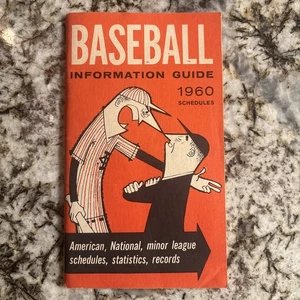 BASEBALL
INFORMATION GUIDE
1960
SCHEDULES
American, National, minor league
schedules, statistics, records